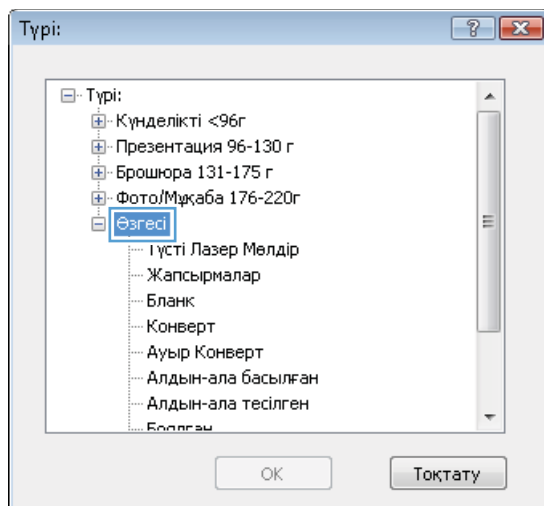 Түрі:
Түрі:
Күнделікті <96г
Презентация 96-130 г
Брошюра 131-175 г
Фото/Мұқаба 176-220г
Өзгесі
Түсті Лазер Мөлдір
Жапсырмалар
Бланк
Конверт
Ауыр Конверт
Алдын-ала басылған
Алдын-ала тесілген
Боялған
OK Тоқтату